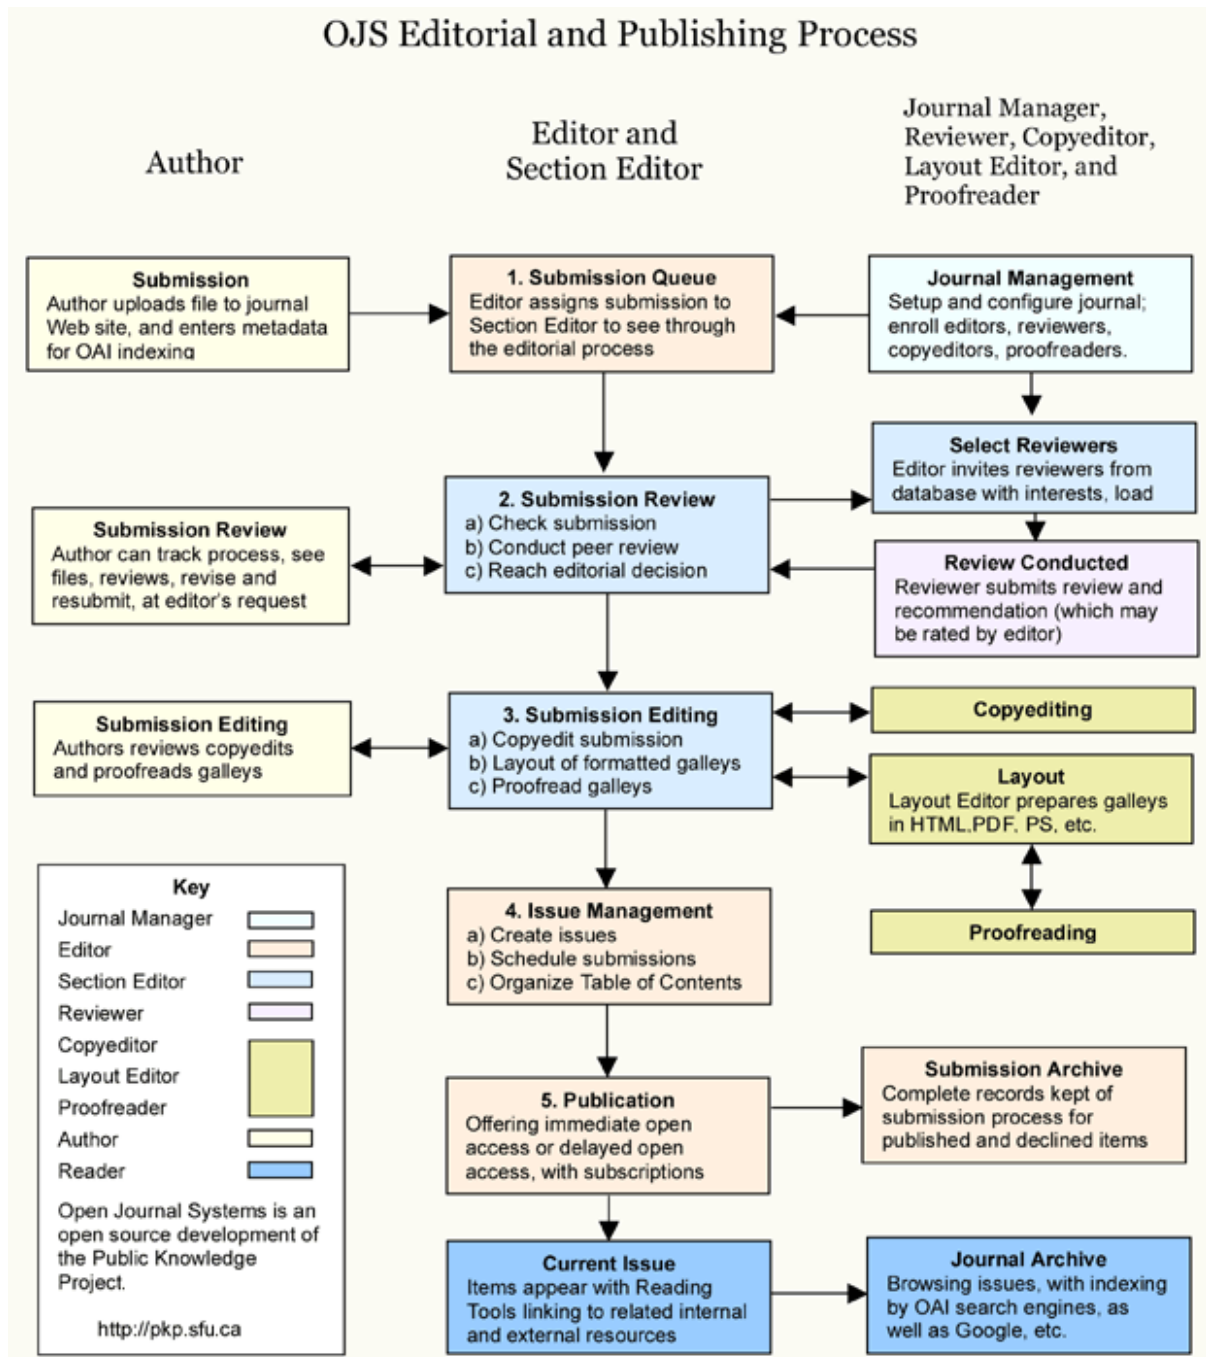 OJS Editorial and Publishing Process
Author
Editor and
Section Editor
Journal Manager,
Reviewer, Copyeditor,
Layout Editor, and
Proofreader
Submission
Author uploads file to journal
Web site, and enters metadata
for OAI indexing
1. Submission Queue
Editor assigns submission to
Section Editor to see through
the editorial process
Journal Management
Setup and configure journal;
enroll editors, reviewers,
copyeditors, proofreaders.
Select Reviewers
Editor invites reviewers from
database with interests, load
Submission Review
Author can track process, see
files, reviews, revise and
resubmit, at editor's request
2. Submission Review
a) Check submission
b) Conduct peer review
c) Reach editorial decision
Review Conducted
Reviewer submits review and
recommendation (which may
be rated by editor)
Submission Editing
Authors reviews copyedits
and proofreads galleys
3. Submission Editing
a) Copyedit submission
b) Layout of formatted galleys
c) Proofread galleys
Copyediting
Layout
Layout Editor prepares galleys
in HTML,PDF, PS, etc.
Proofreading
4. Issue Management
a) Create issues
b) Schedule submissions
c) Organize Table of Contents
5. Publication
Offering immediate open
access or delayed open
access, with subscriptions
Submission Archive
Complete records kept of
submission process for
published and declined items
Current Issue
Items appear with Reading
Tools linking to related internal
and external resources
Journal Archive
Browsing issues, with indexing
by OAI search engines, as
well as Google, etc.
Key
Journal Manager
Editor
Section Editor
Reviewer
Copyeditor
Layout Editor
Proofreader
Author
Reader
Open Journal Systems is an
open source development of
the Public Knowledge
Project.
http://pkp.sfu.ca